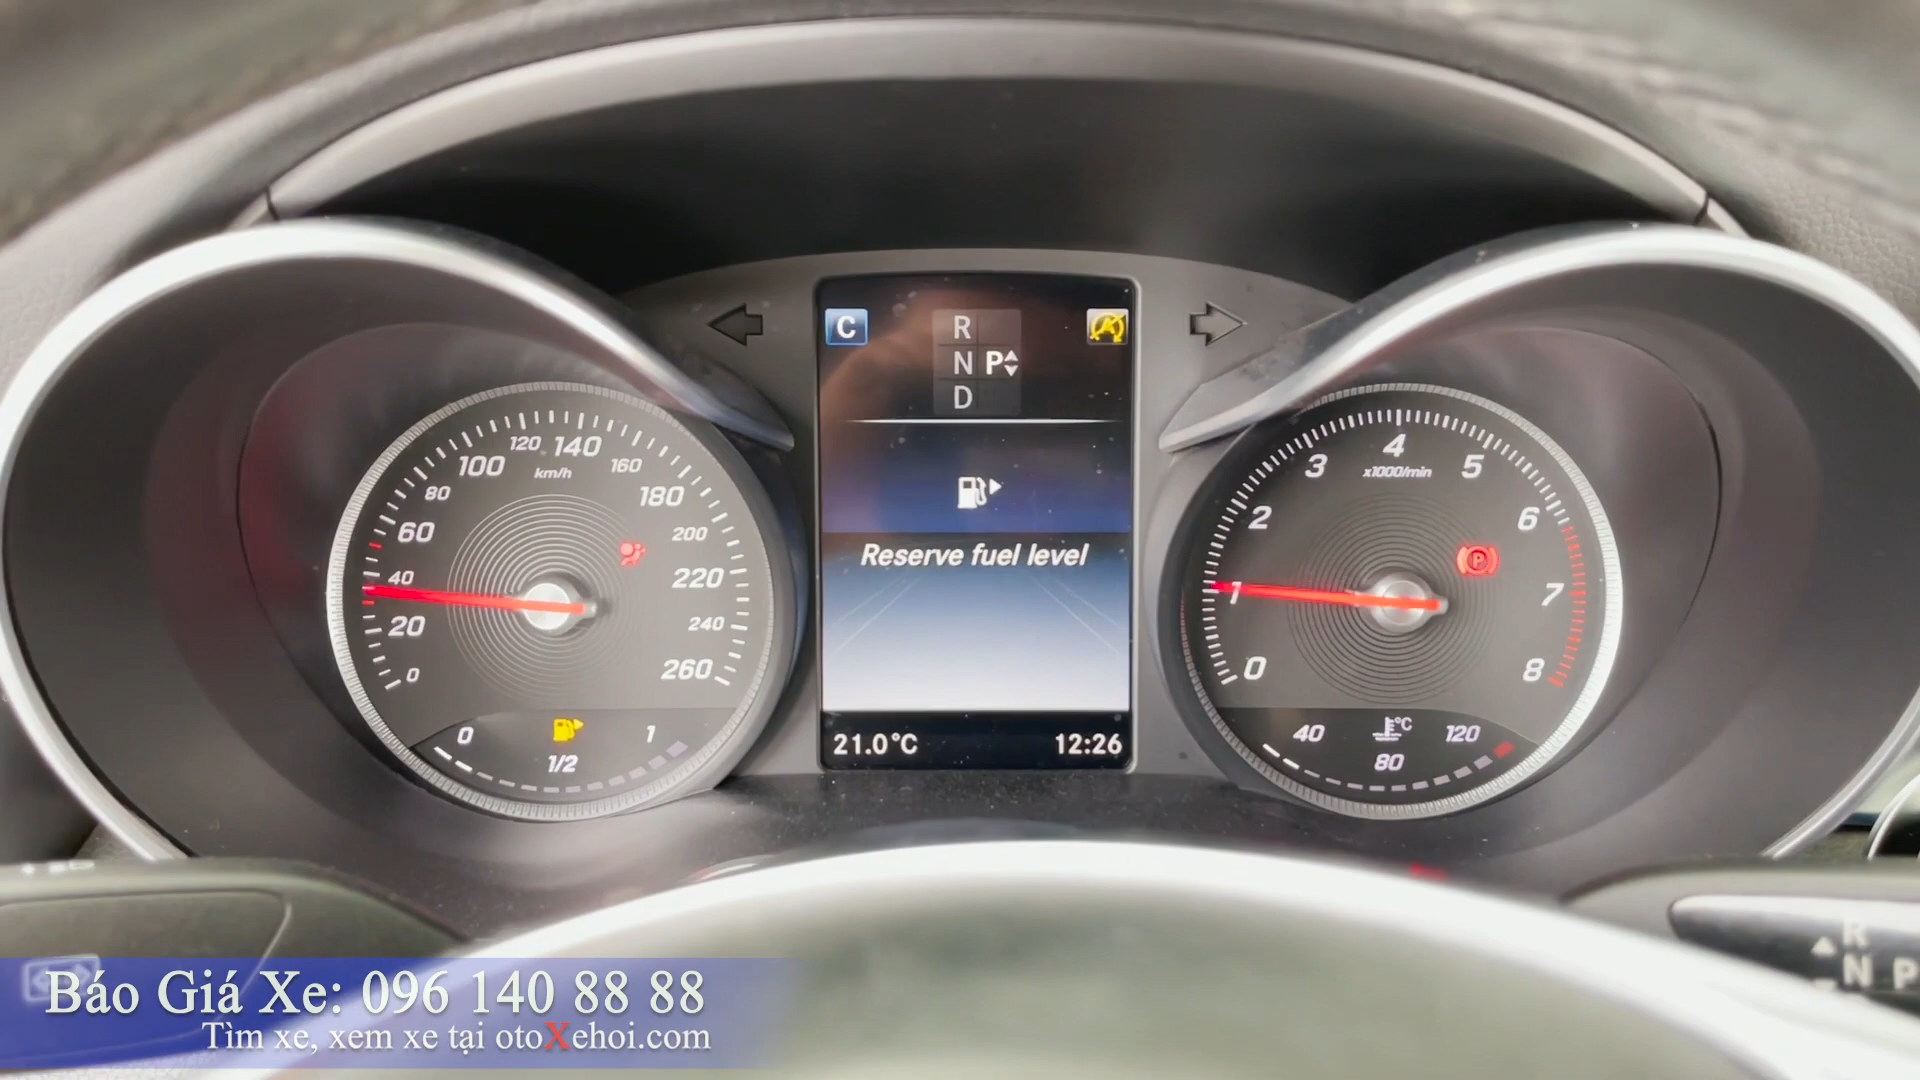 C
R
N P
D
Reserve fuel level
21.0°C 12:26
0
20
40
60
80
100
120
140
160
180
200
220
240
260
km/h
0 1/2 1
0
1
2
3
4
5
6
7
8
x1000/min
P
40 80 120
°C
R
N P
Báo Giá Xe: 096 140 88 88
Tìm xe, xem xe tại otoXehoi.com